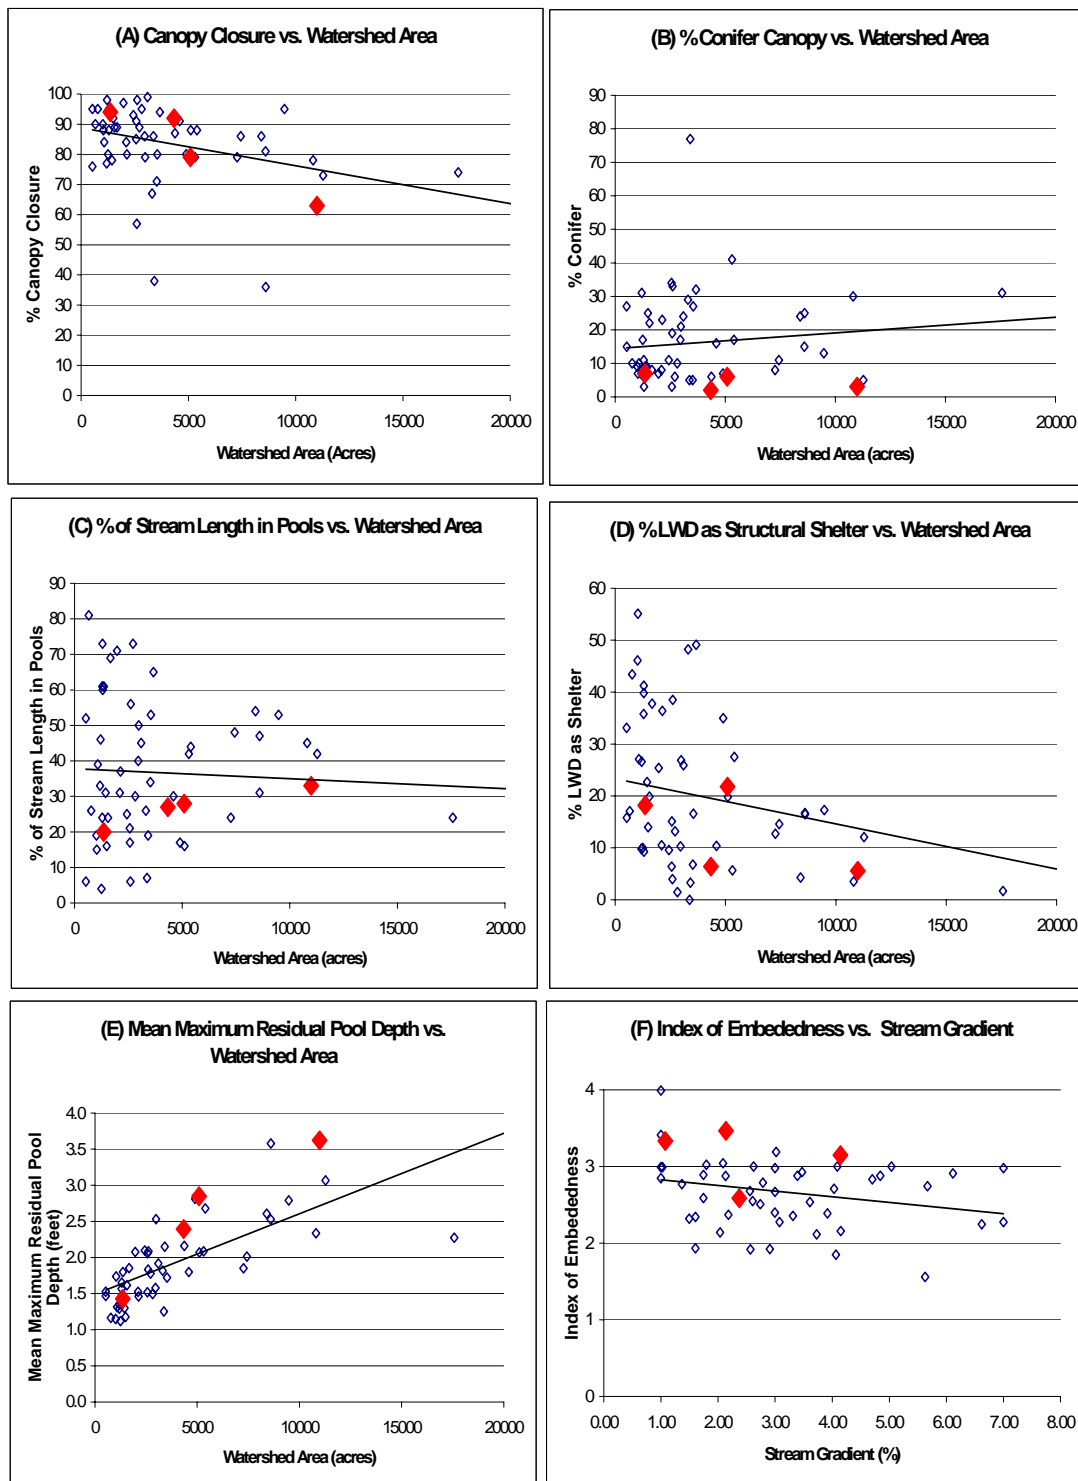 (A) Canopy Closure vs. Watershed Area
100
90
80
70
60
50
40
30
20
10
0
% Canopy Closure
0 5000 10000 15000 20000
Watershed Area (Acres)
(B) % Conifer Canopy vs. Watershed Area
90
80
70
60
50
40
30
20
10
0
% Conifer
0 5000 10000 15000 20000
Watershed Area (acres)
(C) % of Stream Length in Pools vs. Watershed Area
90
80
70
60
50
40
30
20
10
0
% of Stream Length in Pools
0 5000 10000 15000 20000
Watershed Area (acres)
(D) % LWD as Structural Shelter vs. Watershed Area
60
50
40
30
20
10
0
% LWD as Shelter
0 5000 10000 15000 20000
Watershed Area (acres)
(E) Mean Maximum Residual Pool Depth vs.
Watershed Area
4.0
3.5
3.0
2.5
2.0
1.5
1.0
0.5
0.0
Mean Maximum Residual Pool
Depth (feet)
0 5000 10000 15000 20000
Watershed Area (acres)
(F) Index of Embededness vs. Stream Gradient
4
3
2
1
0
Index of Embededness
0.00 1.00 2.00 3.00 4.00 5.00 6.00 7.00 8.00
Stream Gradient (%)